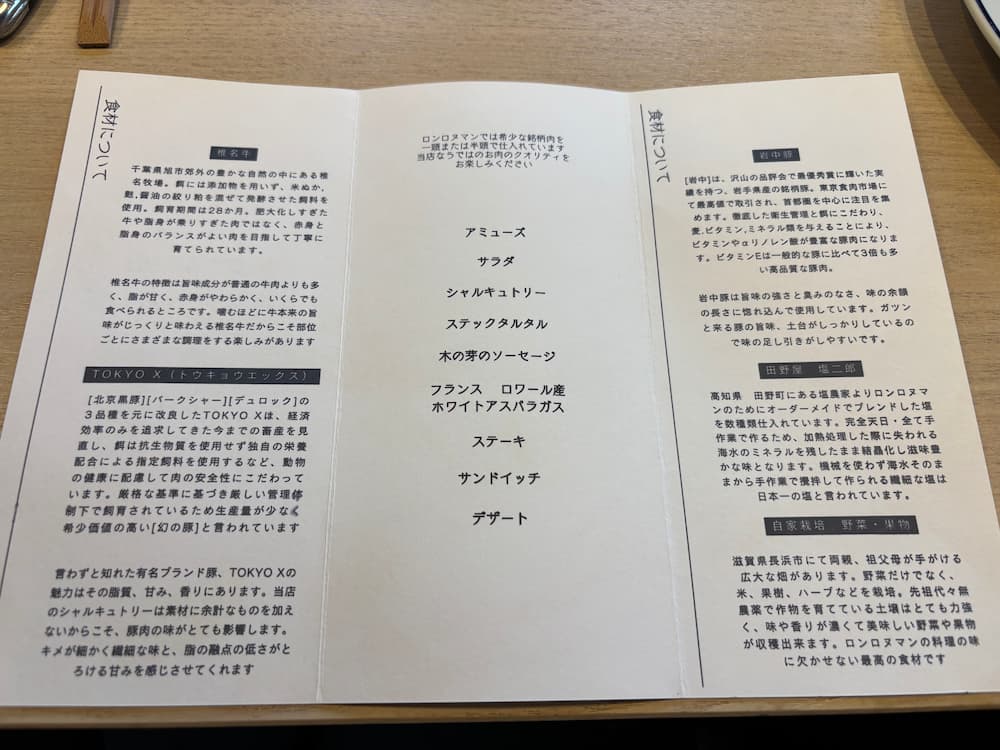 食材について
椎名牛
千葉県旭市郊外の豊かな自然の中にある椎
名牧場。餌には添加物を用いず、米ぬか,
麩,醤油の絞り粕を混ぜて発酵させた飼料を
使用。飼育期間は28か月。肥大化しすぎた
牛や脂身が乗りすぎた肉ではなく、赤身と
脂身のバランスがよい肉を目指して丁寧に
育てられています。
椎名牛の特徴は旨味成分が普通の牛肉よりも多
く、脂が甘く、赤身がやわらかく、いくらでも
食べられるところです。噛むほどに牛本来の旨
味がじっくりと味わえる椎名牛だからこそ部位
ごとにさまざまな調理をする楽しみがあります
TOKYO X（トウキョウエックス）
[北京黒豚][バークシャー][デュロック]の
３品種を元に改良したTOKYO Xは、経済
効率のみを追求してきた今までの畜産を見
直し、餌は抗生物質を使用せず独自の栄養
配合による指定飼料を使用するなど、動物
の健康に配慮して肉の安全性にこだわって
います。厳格な基準に基づき厳しい管理体
制下で飼育されているため生産量が少なく
希少価値の高い[幻の豚]と言われています
言わずと知れた有名ブランド豚、TOKYO Xの
魅力はその脂質、甘み、香りにあります。当店
のシャルキュトリーは素材に余計なものを加え
ないからこそ、豚肉の味がとても影響します。
キメが細かく繊細な味と、脂の融点の低さがと
ろける甘みを感じさせてくれます
ロンロヌマンでは希少な銘柄肉を
一頭または半頭で仕入れています
当店ならではのお肉のクオリティを
お楽しみください
アミューズ
サラダ
シャルキュトリー
ステックタルタル
木の芽のソーセージ
フランス　ロワール産
ホワイトアスパラガス
ステーキ
サンドイッチ
デザート
食材について
岩中豚
[岩中]は、沢山の品評会で最優秀賞に輝いた実
績を持つ、岩手県産の銘柄豚。東京食肉市場に
て最高値で取引され、首都圏を中心に注目を集
めます。徹底した衛生管理と餌にこだわり、
麦,ビタミン,ミネラル類を与えることにより、
ビタミンやαリノレン酸が豊富な豚肉になりま
す。ビタミンEは一般的な豚に比べて3倍も多
い高品質な豚肉。
岩中豚は旨味の強さと臭みのなさ、味の余韻
の長さに惚れ込んで使用しています。ガツン
と来る豚の旨味、土台がしっかりしているの
で味の足し引きがしやすいです。
田野屋　塩二郎
高知県　田野町にある塩農家よりロンロヌマ
ンのためにオーダーメイドでブレンドした塩
を数種類仕入れています。完全天日・全て手
作業で作るため、加熱処理した際に失われる
海水のミネラルを残したまま結晶化し滋味豊
かな味となります。機械を使わず海水そのま
まから手作業で攪拌して作られる繊細な塩は
日本一の塩と言われています。
自家栽培　野菜・果物
滋賀県長浜市にて両親、祖父母が手がける
広大な畑があります。野菜だけでなく、
米、果樹、ハーブなどを栽培。先祖代々無
農薬で作物を育てている土壌はとても力強
く、味や香りが濃くて美味しい野菜や果物
が収穫出来ます。ロンロヌマンの料理の味
に欠かせない最高の食材です